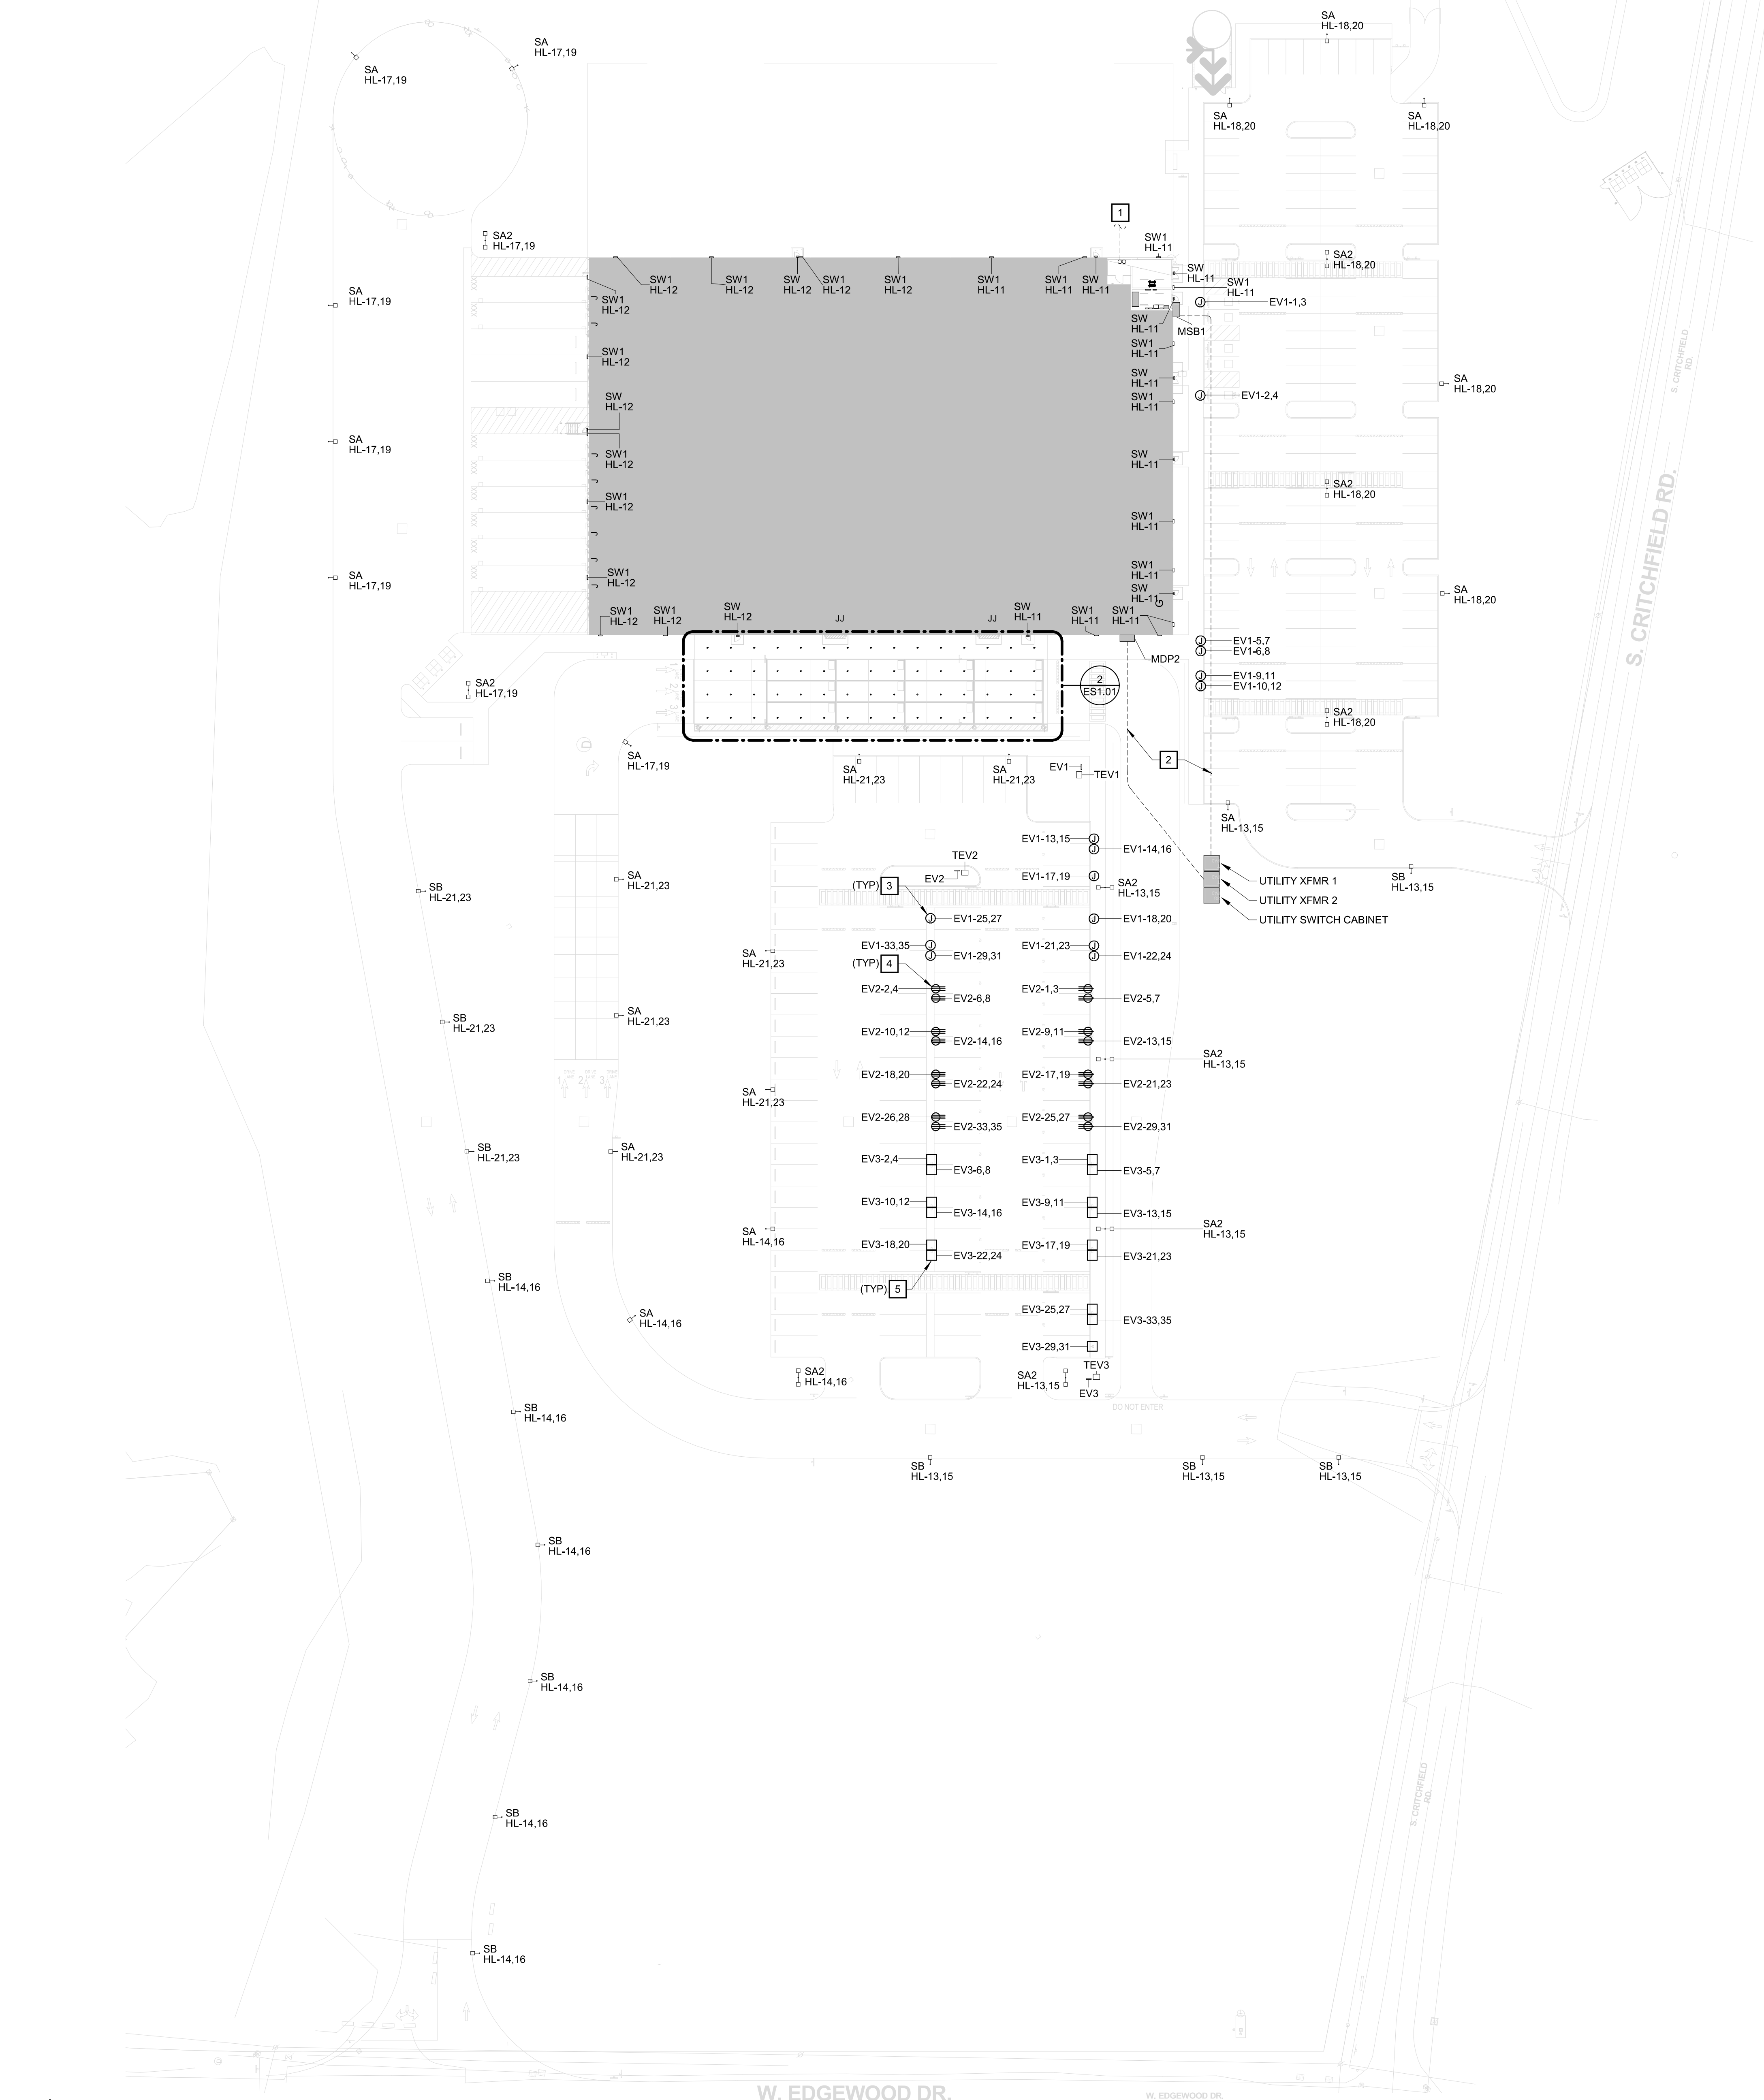 SA
HL-18,20
SA
HL-17,19
SA
HL-17,19
SA
HL-18,20
SA
HL-18,20
1
SA2
HL-17,19
SW1
HL-11
SA2
HL-18,20
SW1
HL-12
SW1
HL-12
SW
HL-12
SW1
HL-12
SW1
HL-12
SW1
HL-11
SW1
HL-11
SW
HL-11
SW
HL-11
SW1
HL-11
SA
HL-17,19
SW1
HL-12
J
EV1-1,3
SW
HL-11
MSB1
SW1
HL-11
SW1
HL-12
SW
HL-11
SA
HL-18,20
SW1
HL-11
J
EV1-2,4
SW
HL-12
S. CRITCHFIELD
RD.
SA
HL-17,19
SW1
HL-12
SW
HL-11
SA2
HL-18,20
SW1
HL-12
SW1
HL-11
S. CRITCHFIELD RD.
SA
HL-17,19
SW1
HL-12
SW1
HL-11
SW
HL-11
G
SA
HL-18,20
SW1
HL-12
SW1
HL-12
SW
HL-12
JJ
JJ
SW
HL-11
SW1
HL-11
SW1
HL-11
J
EV1-5,7
J
EV1-6,8
MDP2
J
EV1-9,11
J
EV1-10,12
SA2
HL-17,19
2
ES1.01
SA2
HL-18,20
SA
HL-17,19
2
SA
HL-21,23
SA
HL-21,23
EV1
TEV1
SA
HL-13,15
EV1-13,15
J
J
EV1-14,16
TEV2
EV2
EV1-17,19
J
UTILITY XFMR 1
UTILITY XFMR 2
UTILITY SWITCH CABINET
SB
HL-13,15
SA
HL-21,23
SB
HL-21,23
(TYP)
3
SA2
HL-13,15
J
EV1-25,27
J
EV1-18,20
SA
HL-21,23
EV1-33,35
J
EV1-21,23
J
J
EV1-29,31
J
EV1-22,24
(TYP)
4
EV2-2,4
EV2-6,8
EV2-1,3
EV2-5,7
SB
HL-21,23
SA
HL-21,23
EV2-10,12
EV2-14,16
EV2-9,11
EV2-13,15
SA2
HL-13,15
1 2 3
SA
HL-21,23
EV2-18,20
EV2-22,24
EV2-17,19
EV2-21,23
EV2-26,28
EV2-33,35
EV2-25,27
EV2-29,31
SB
HL-21,23
SA
HL-21,23
EV3-2,4
EV3-6,8
EV3-1,3
EV3-5,7
EV3-10,12
EV3-14,16
EV3-9,11
EV3-13,15
SA
HL-14,16
SA2
HL-13,15
EV3-18,20
EV3-22,24
EV3-17,19
EV3-21,23
SB
HL-14,16
(TYP)
5
SA
HL-14,16
EV3-25,27
EV3-33,35
EV3-29,31
SA2
HL-14,16
SA2
HL-13,15
TEV3
EV3
SB
HL-14,16
DO NOT ENTER
SB
HL-13,15
SB
HL-13,15
SB
HL-13,15
SB
HL-14,16
SB
HL-14,16
S. CRITCHFIELD
RD.
SB
HL-14,16
SB
HL-14,16
W. EDGEWOOD DR.
W. EDGEWOOD DR.